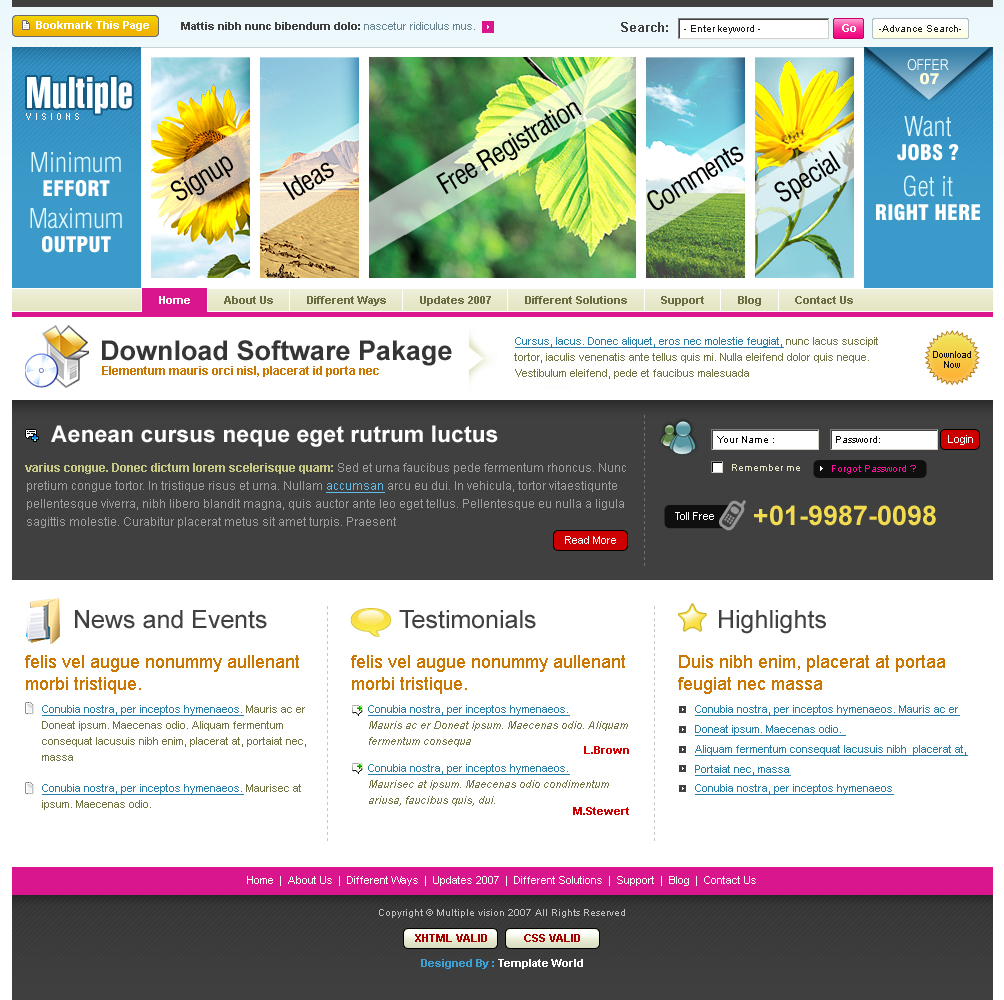 Bookmark This Page
Mattis nibh nunc bibendum dolo: nascetur ridiculus mus.
Search:
- Enter keyword -
Go
-Advance Search-
Multiple
VISIONS
Minimum
EFFORT
Maximum
OUTPUT
Signup
Ideas
Free Registration
Comments
Special
OFFER
07
Want
JOBS ?
Get it
RIGHT HERE
Home
About Us
Different Ways
Updates 2007
Different Solutions
Support
Blog
Contact Us
Download Software Pakage
Elementum mauris orci nisl, placerat id porta nec
Cursus, lacus. Donec aliquet, eros nec molestie feugiat, nunc lacus suscipit
tortor, iaculis venenatis ante tellus quis mi. Nulla eleifend dolor quis neque.
Vestibulum eleifend, pede et faucibus malesuada
Download
Now
Aenean cursus neque eget rutrum luctus
varius congue. Donec dictum lorem scelerisque quam: Sed et urna faucibus pede fermentum rhoncus. Nunc
pretium congue tortor. In tristique risus et urna. Nullam accumsan arcu eu dui. In vehicula, tortor vitaestiqunte
pellentesque viverra, nibh libero blandit magna, quis auctor ante leo eget tellus. Pellentesque eu nulla a ligula
sagittis molestie. Curabitur placerat metus sit amet turpis. Praesent
Read More
Your Name :
Password:
Login
Remember me
Forgot Password ?
Toll Free
+01-9987-0098
News and Events
felis vel augue nonummy aullenant
morbi tristique.
Conubia nostra, per inceptos hymenaeos. Mauris ac er
Doneat ipsum. Maecenas odio. Aliquam fermentum
consequat lacusuis nibh enim, placerat at, portaiat nec,
massa
Conubia nostra, per inceptos hymenaeos. Maurisec at
ipsum. Maecenas odio.
Testimonials
felis vel augue nonummy aullenant
morbi tristique.
Conubia nostra, per inceptos hymenaeos.
Mauris ac er Doneat ipsum. Maecenas odio. Aliquam
fermentum consequa
L.Brown
Conubia nostra, per inceptos hymenaeos.
Maurisec at ipsum. Maecenas odio condimentum
ariusa, faucibus quis, dui.
M.Stewert
Highlights
Duis nibh enim, placerat at portaa
feugiat nec massa
Conubia nostra, per inceptos hymenaeos. Mauris ac er
Doneat ipsum. Maecenas odio.
Aliquam fermentum consequat lacusuis nibh placerat at,
Portaiat nec, massa
Conubia nostra, per inceptos hymenaeos
Home | About Us | Different Ways | Updates 2007 | Different Solutions | Support | Blog | Contact Us
Copyright © Multiple vision 2007 All Rights Reserved
XHTML VALID
CSS VALID
Designed By : Template World